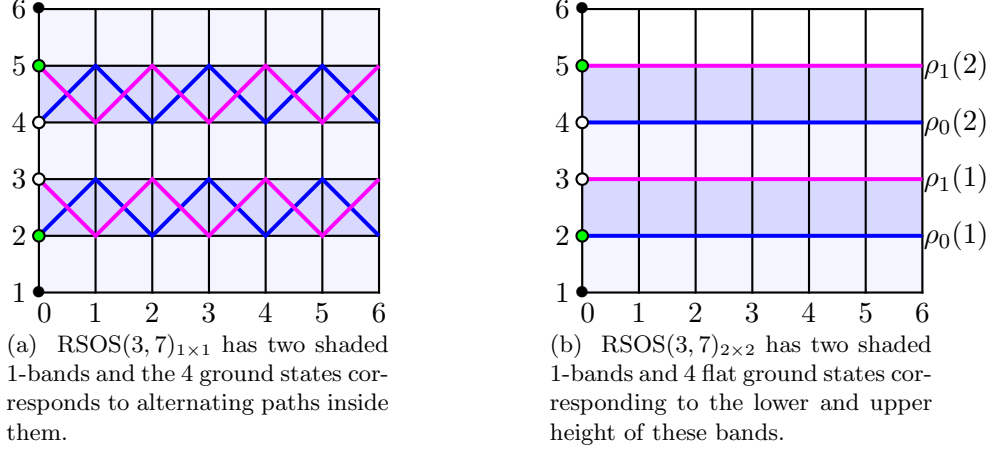 6
5
4
3
2
1
0 1 2 3 4 5 6
(a) RSOS(3, 7)1×1 has two shaded
1-bands and the 4 ground states cor-
responds to alternating paths inside
them.
6
5
4
3
2
1
0 1 2 3 4 5 6
ρ1(2)
ρ0(2)
ρ1(1)
ρ0(1)
(b) RSOS(3, 7)2×2 has two shaded
1-bands and 4 flat ground states cor-
responding to the lower and upper
height of these bands.